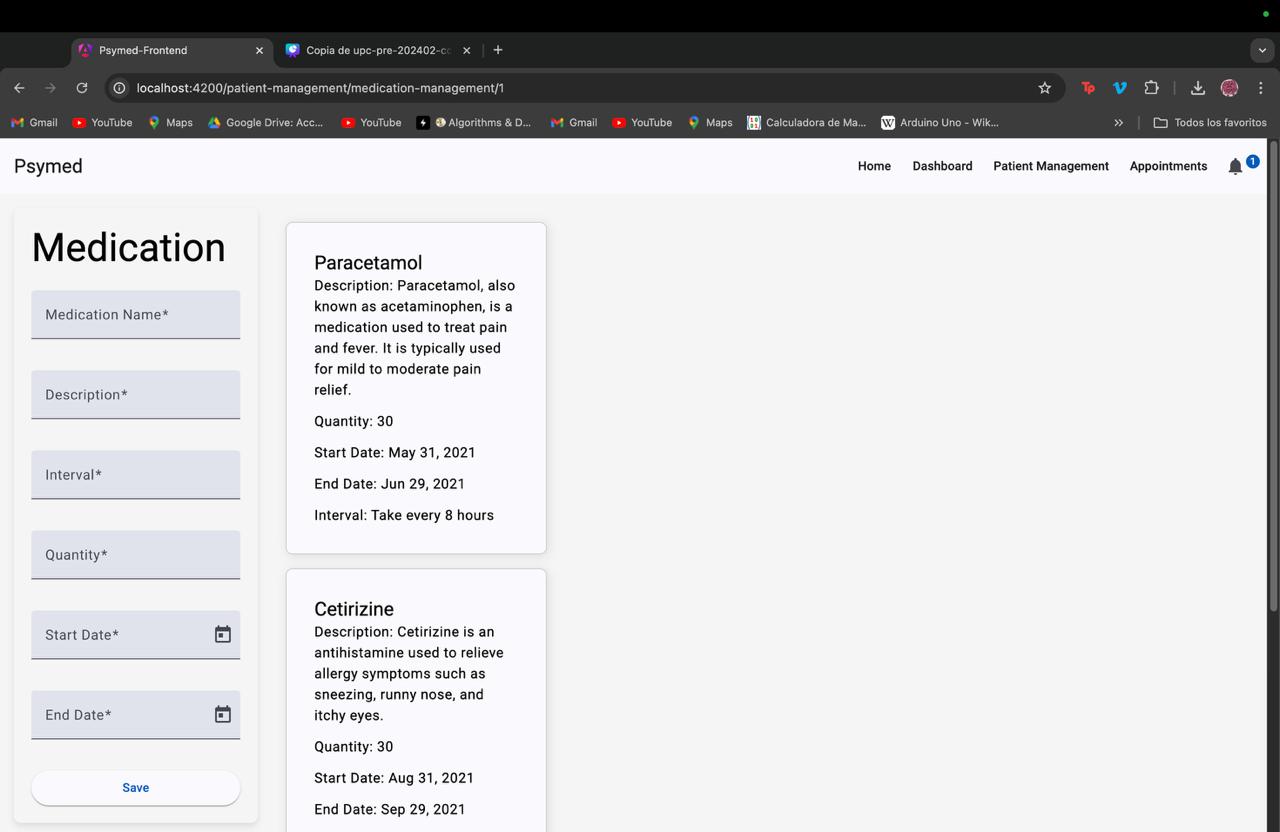 Psymed-Frontend
Copia de upc-pre-202402-cc
localhost:4200/patient-management/medication-management/1
Tp
Gmail
YouTube
Maps
Google Drive: Acc...
YouTube
Algorithms & D...
Gmail
YouTube
Maps
Calculadora de Ma...
W
Arduino Uno - Wik...
Todos los favoritos
Psymed
Home
Dashboard
Patient Management
Appointments
1
Medication
Medication Name*
Description*
Interval*
Quantity*
Start Date*
End Date*
Save
Paracetamol
Description: Paracetamol, also
known as acetaminophen, is a
medication used to treat pain
and fever. It is typically used
for mild to moderate pain
relief.
Quantity: 30
Start Date: May 31, 2021
End Date: Jun 29, 2021
Interval: Take every 8 hours
Cetirizine
Description: Cetirizine is an
antihistamine used to relieve
allergy symptoms such as
sneezing, runny nose, and
itchy eyes.
Quantity: 30
Start Date: Aug 31, 2021
End Date: Sep 29, 2021